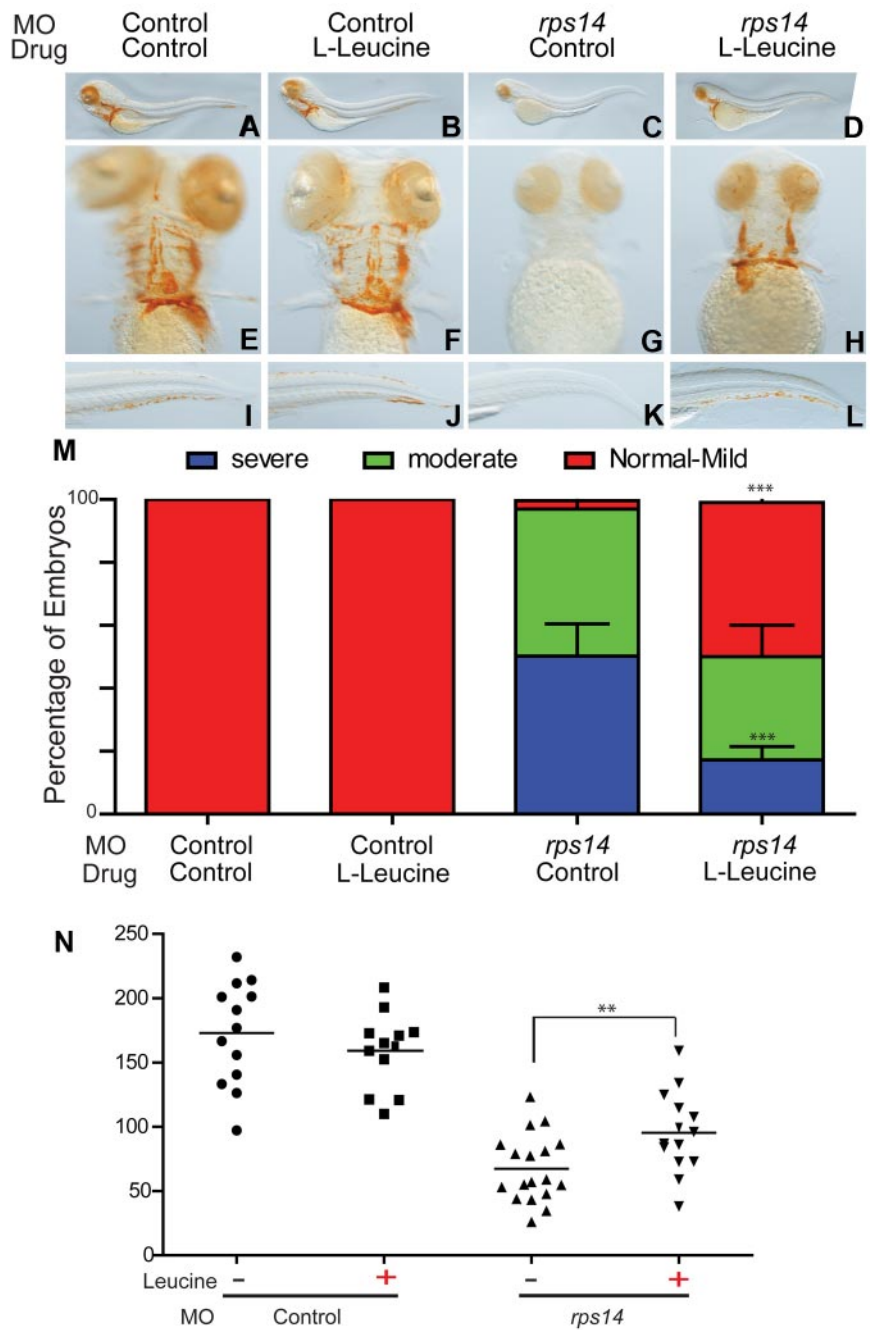 MO Control Control rps14 rps14
Drug Control L-Leucine Control L-Leucine
A B C D
E F G H
I J K L
M
severe moderate Normal-Mild
100
***
Percentage of Embryos
***
0
MO Control Control rps14 rps14
Drug Control L-Leucine Control L-Leucine
N
250
200
**
150
100
50
0
Leucine - + - +
MO Control rps14